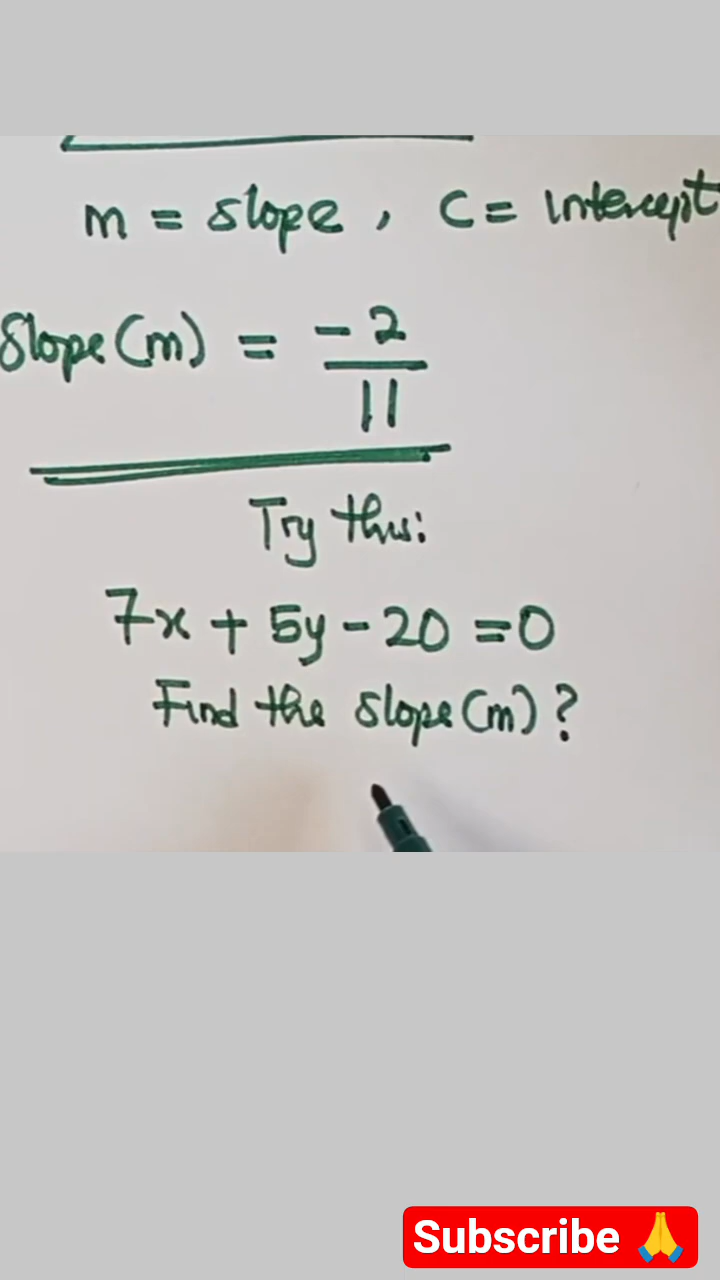 m = slope , c = intercept
Slope(m) = -2/11
Try this:
7x + 5y - 20 = 0
Find the slope(m)?
Subscribe 🙏